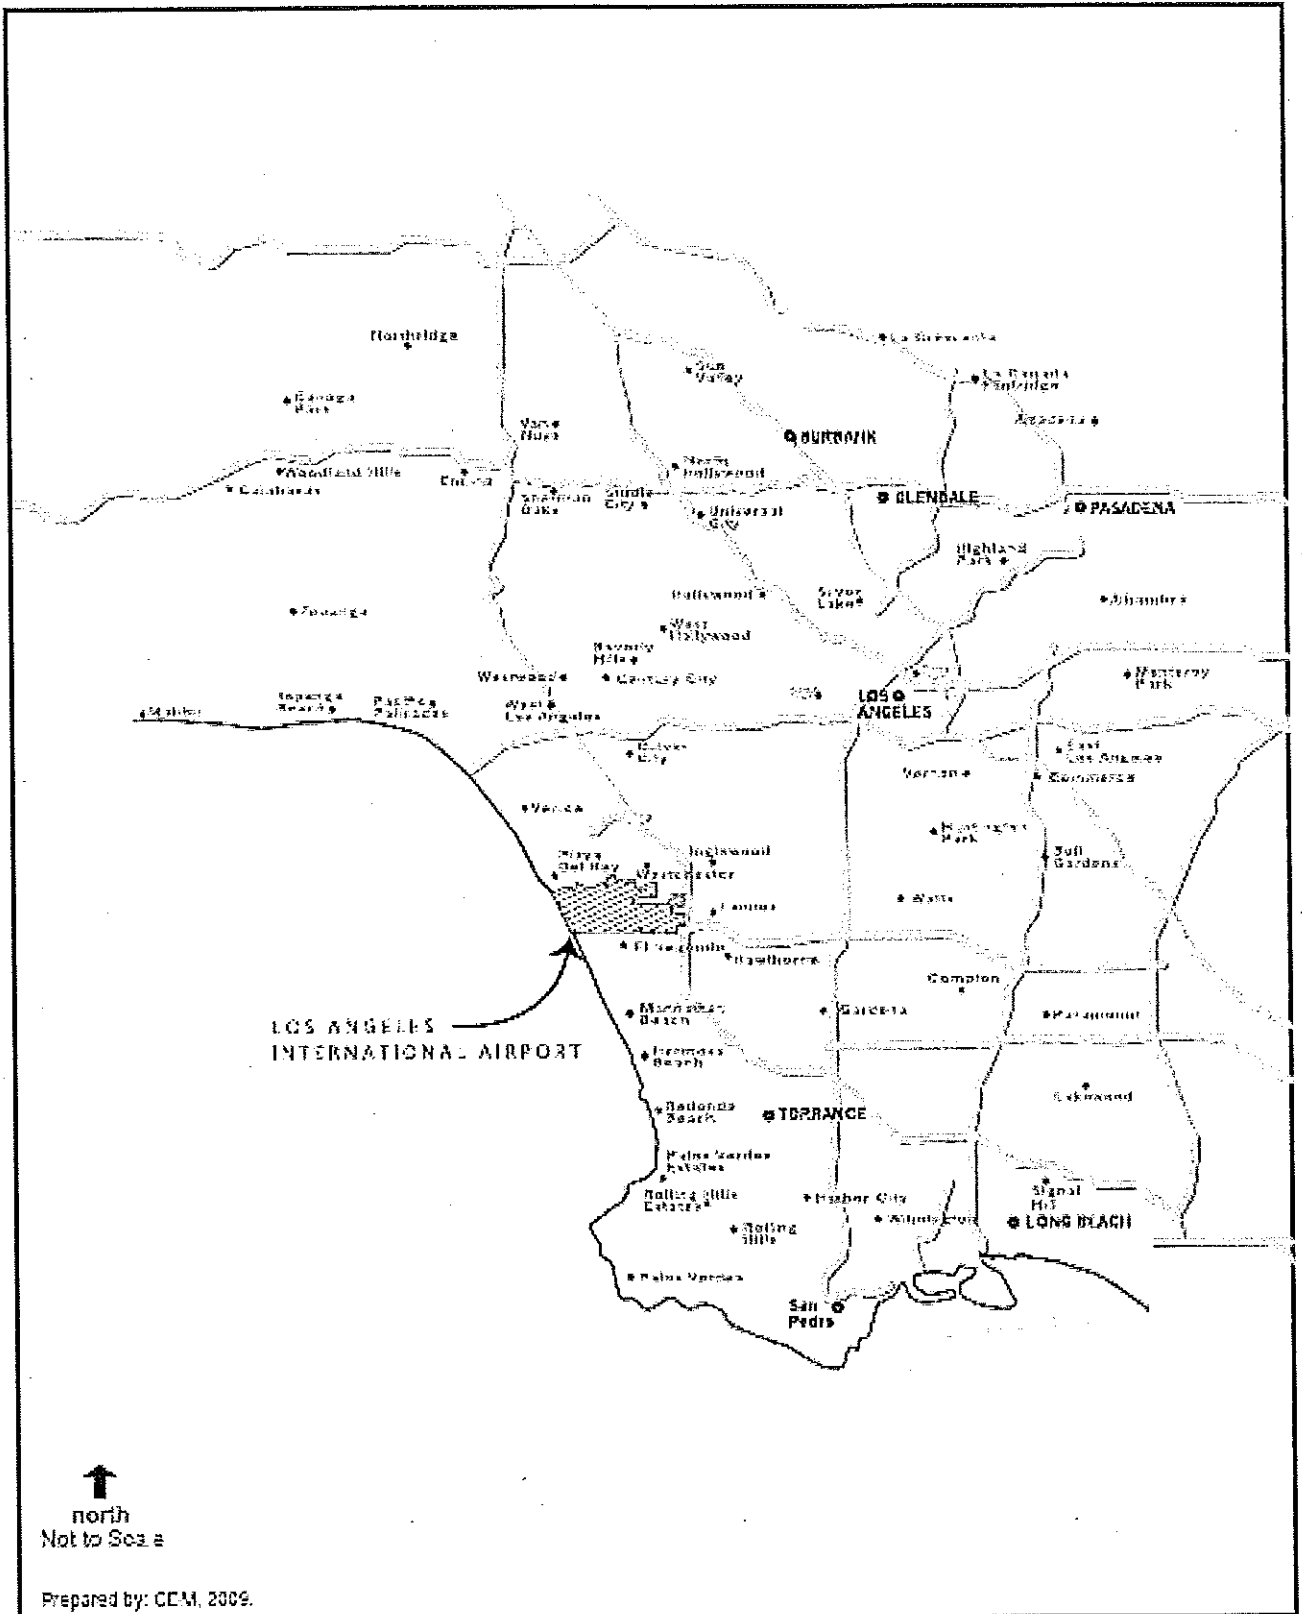 Northridge
La Crescenta
Sun
Valley
La Canada
Flintridge
Canoga
Park
Altadena
Van
Nuys
BURBANK
North
Hollywood
Woodland Hills
Calabasas
Encino
Sherman
Oaks
Studio
City
Universal
City
GLENDALE
PASADENA
Highland
Park
Hollywood
Silver
Lake
Alhambra
Topanga
West
Hollywood
Beverly
Hills
Westwood
Century City
Monterey
Park
Malibu
Topanga
Beach
Pacific
Palisades
West
Los Angeles
LOS
ANGELES
Culver
City
East
Los Angeles
Vernon
Commerce
Venice
Huntington
Park
Bell
Gardens
Playa
Del Rey
Inglewood
Westchester
Watts
Lennox
El Segundo
Hawthorne
Compton
Manhattan
Beach
Gardena
Paramount
LOS ANGELES
INTERNATIONAL AIRPORT
Hermosa
Beach
Lakewood
Redondo
Beach
TORRANCE
Palos Verdes
Estates
Rolling Hills
Estates
Harbor City
Signal
Hill
Rolling
Hills
Wilmington
LONG BEACH
Palos Verdes
San
Pedro
north
Not to Scale
Prepared by: CDM, 2009.